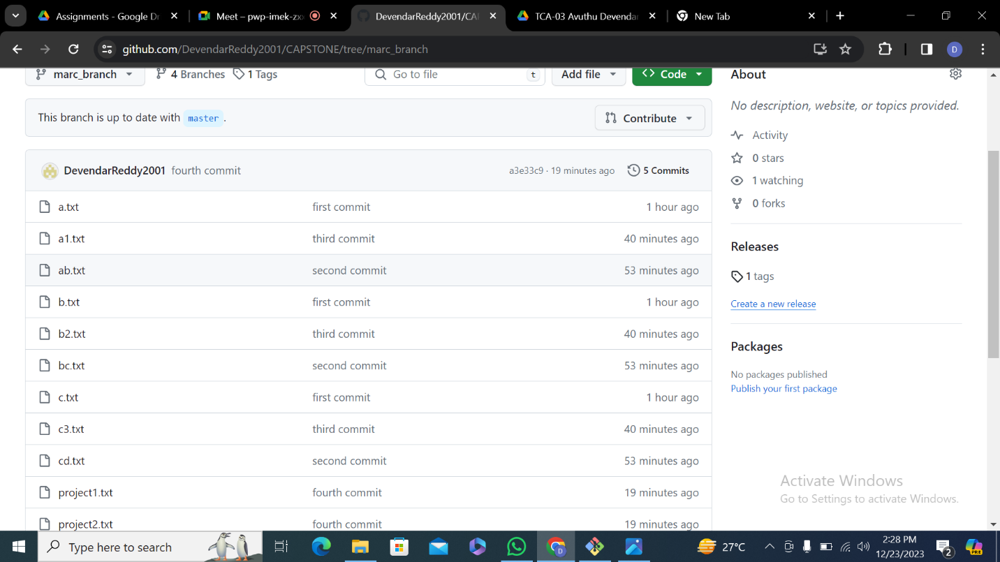 Assignments - Google Dr
Meet – pwp-imek-zx
DevendarReddy2001/CA
TCA-03 Avuthu Devendar
New Tab
github.com/DevendarReddy2001/CAPSTONE/tree/marc_branch
D
marc_branch
4 Branches
1 Tags
Go to file
t
Add file
Code
About
This branch is up to date with master.
Contribute
No description, website, or topics provided.
Activity
0 stars
1 watching
0 forks
DevendarReddy2001 fourth commit
a3e33c9 · 19 minutes ago
5 Commits
a.txt first commit 1 hour ago
a1.txt third commit 40 minutes ago
ab.txt second commit 53 minutes ago
b.txt first commit 1 hour ago
b2.txt third commit 40 minutes ago
bc.txt second commit 53 minutes ago
c.txt first commit 1 hour ago
c3.txt third commit 40 minutes ago
cd.txt second commit 53 minutes ago
project1.txt fourth commit 19 minutes ago
project2.txt fourth commit 19 minutes ago
Releases
1 tags
Create a new release
Packages
No packages published
Publish your first package
Activate Windows
Go to Settings to activate Windows.
Type here to search
D
27°C
2:28 PM
12/23/2023
2
PRE